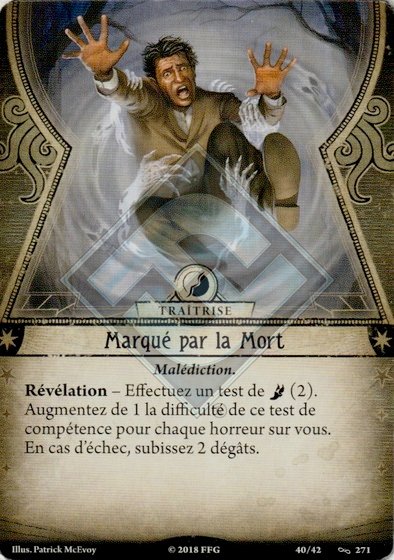 TRAÎTRISE
Marqué par la Mort
Malédiction.
Révélation – Effectuez un test de (2).
Augmentez de 1 la difficulté de ce test de
compétence pour chaque horreur sur vous.
En cas d'échec, subissez 2 dégâts.
Illus. Patrick McEvoy © 2018 FFG 40/42 271